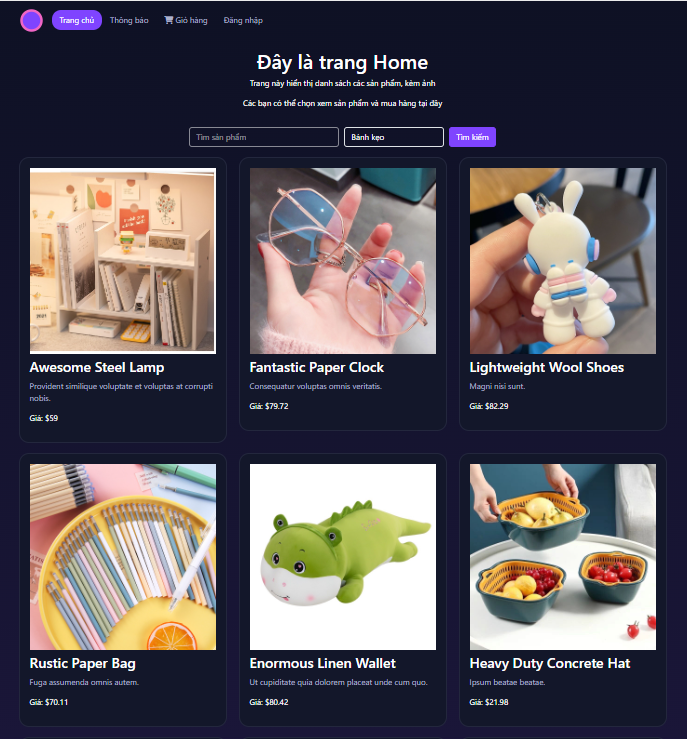 Trang chủ
Thông báo
Giỏ hàng
Đăng nhập
Đây là trang Home
Trang này hiển thị danh sách các sản phẩm, kèm ảnh
Các bạn có thể chọn xem sản phẩm và mua hàng tại đây
Tìm sản phẩm
Bánh kẹo
Tìm kiếm
Awesome Steel Lamp
Provident similique voluptate et voluptas at corrupti
nobis.
Giá: $59
Fantastic Paper Clock
Consequatur voluptas omnis veritatis.
Giá: $79.72
Lightweight Wool Shoes
Magni nisi sunt.
Giá: $82.29
Rustic Paper Bag
Fuga assumenda omnis autem.
Giá: $70.11
Enormous Linen Wallet
Ut cupiditate quia dolorem placeat unde cum quo.
Giá: $80.42
Heavy Duty Concrete Hat
Ipsum beatae beatae.
Giá: $21.98